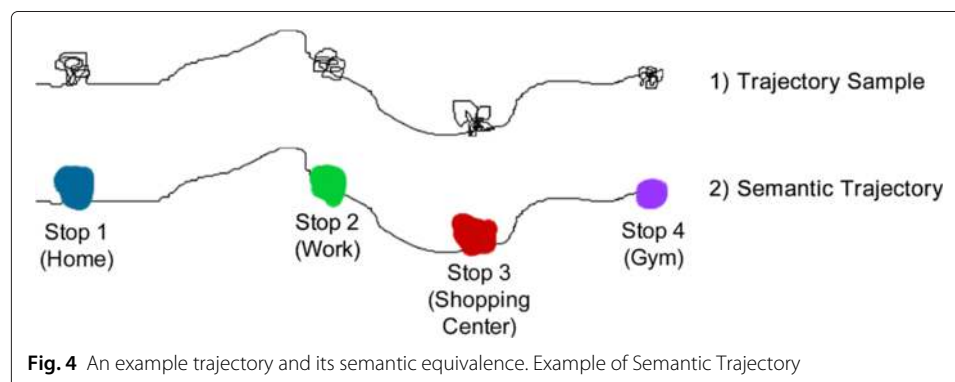 1) Trajectory Sample
2) Semantic Trajectory
Stop 1
(Home)
Stop 2
(Work)
Stop 3
(Shopping
Center)
Stop 4
(Gym)
Fig. 4 An example trajectory and its semantic equivalence. Example of Semantic Trajectory